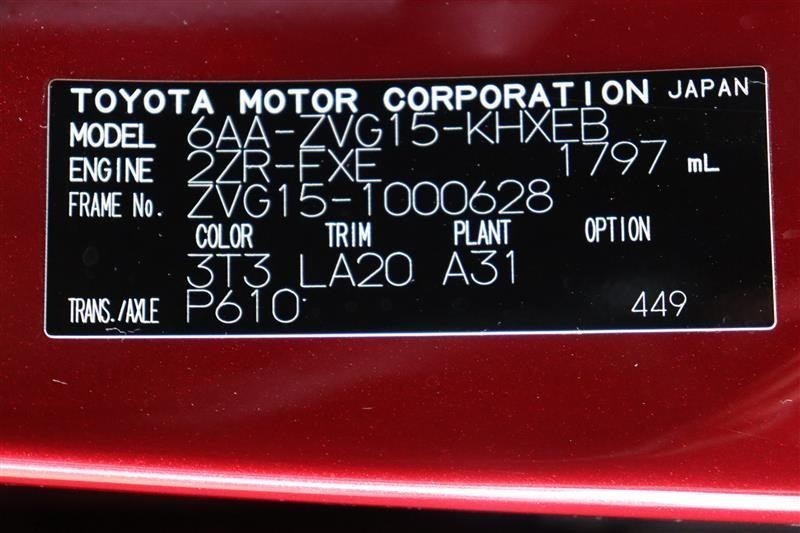 TOYOTA MOTOR CORPORATION JAPAN
MODEL 6AA-ZVG15-KHXEB
ENGINE 2ZR-FXE 1797 mL
FRAME No. ZVG15-1000628
COLOR TRIM PLANT OPTION
3T3 LA20 A31
TRANS./AXLE P610 449